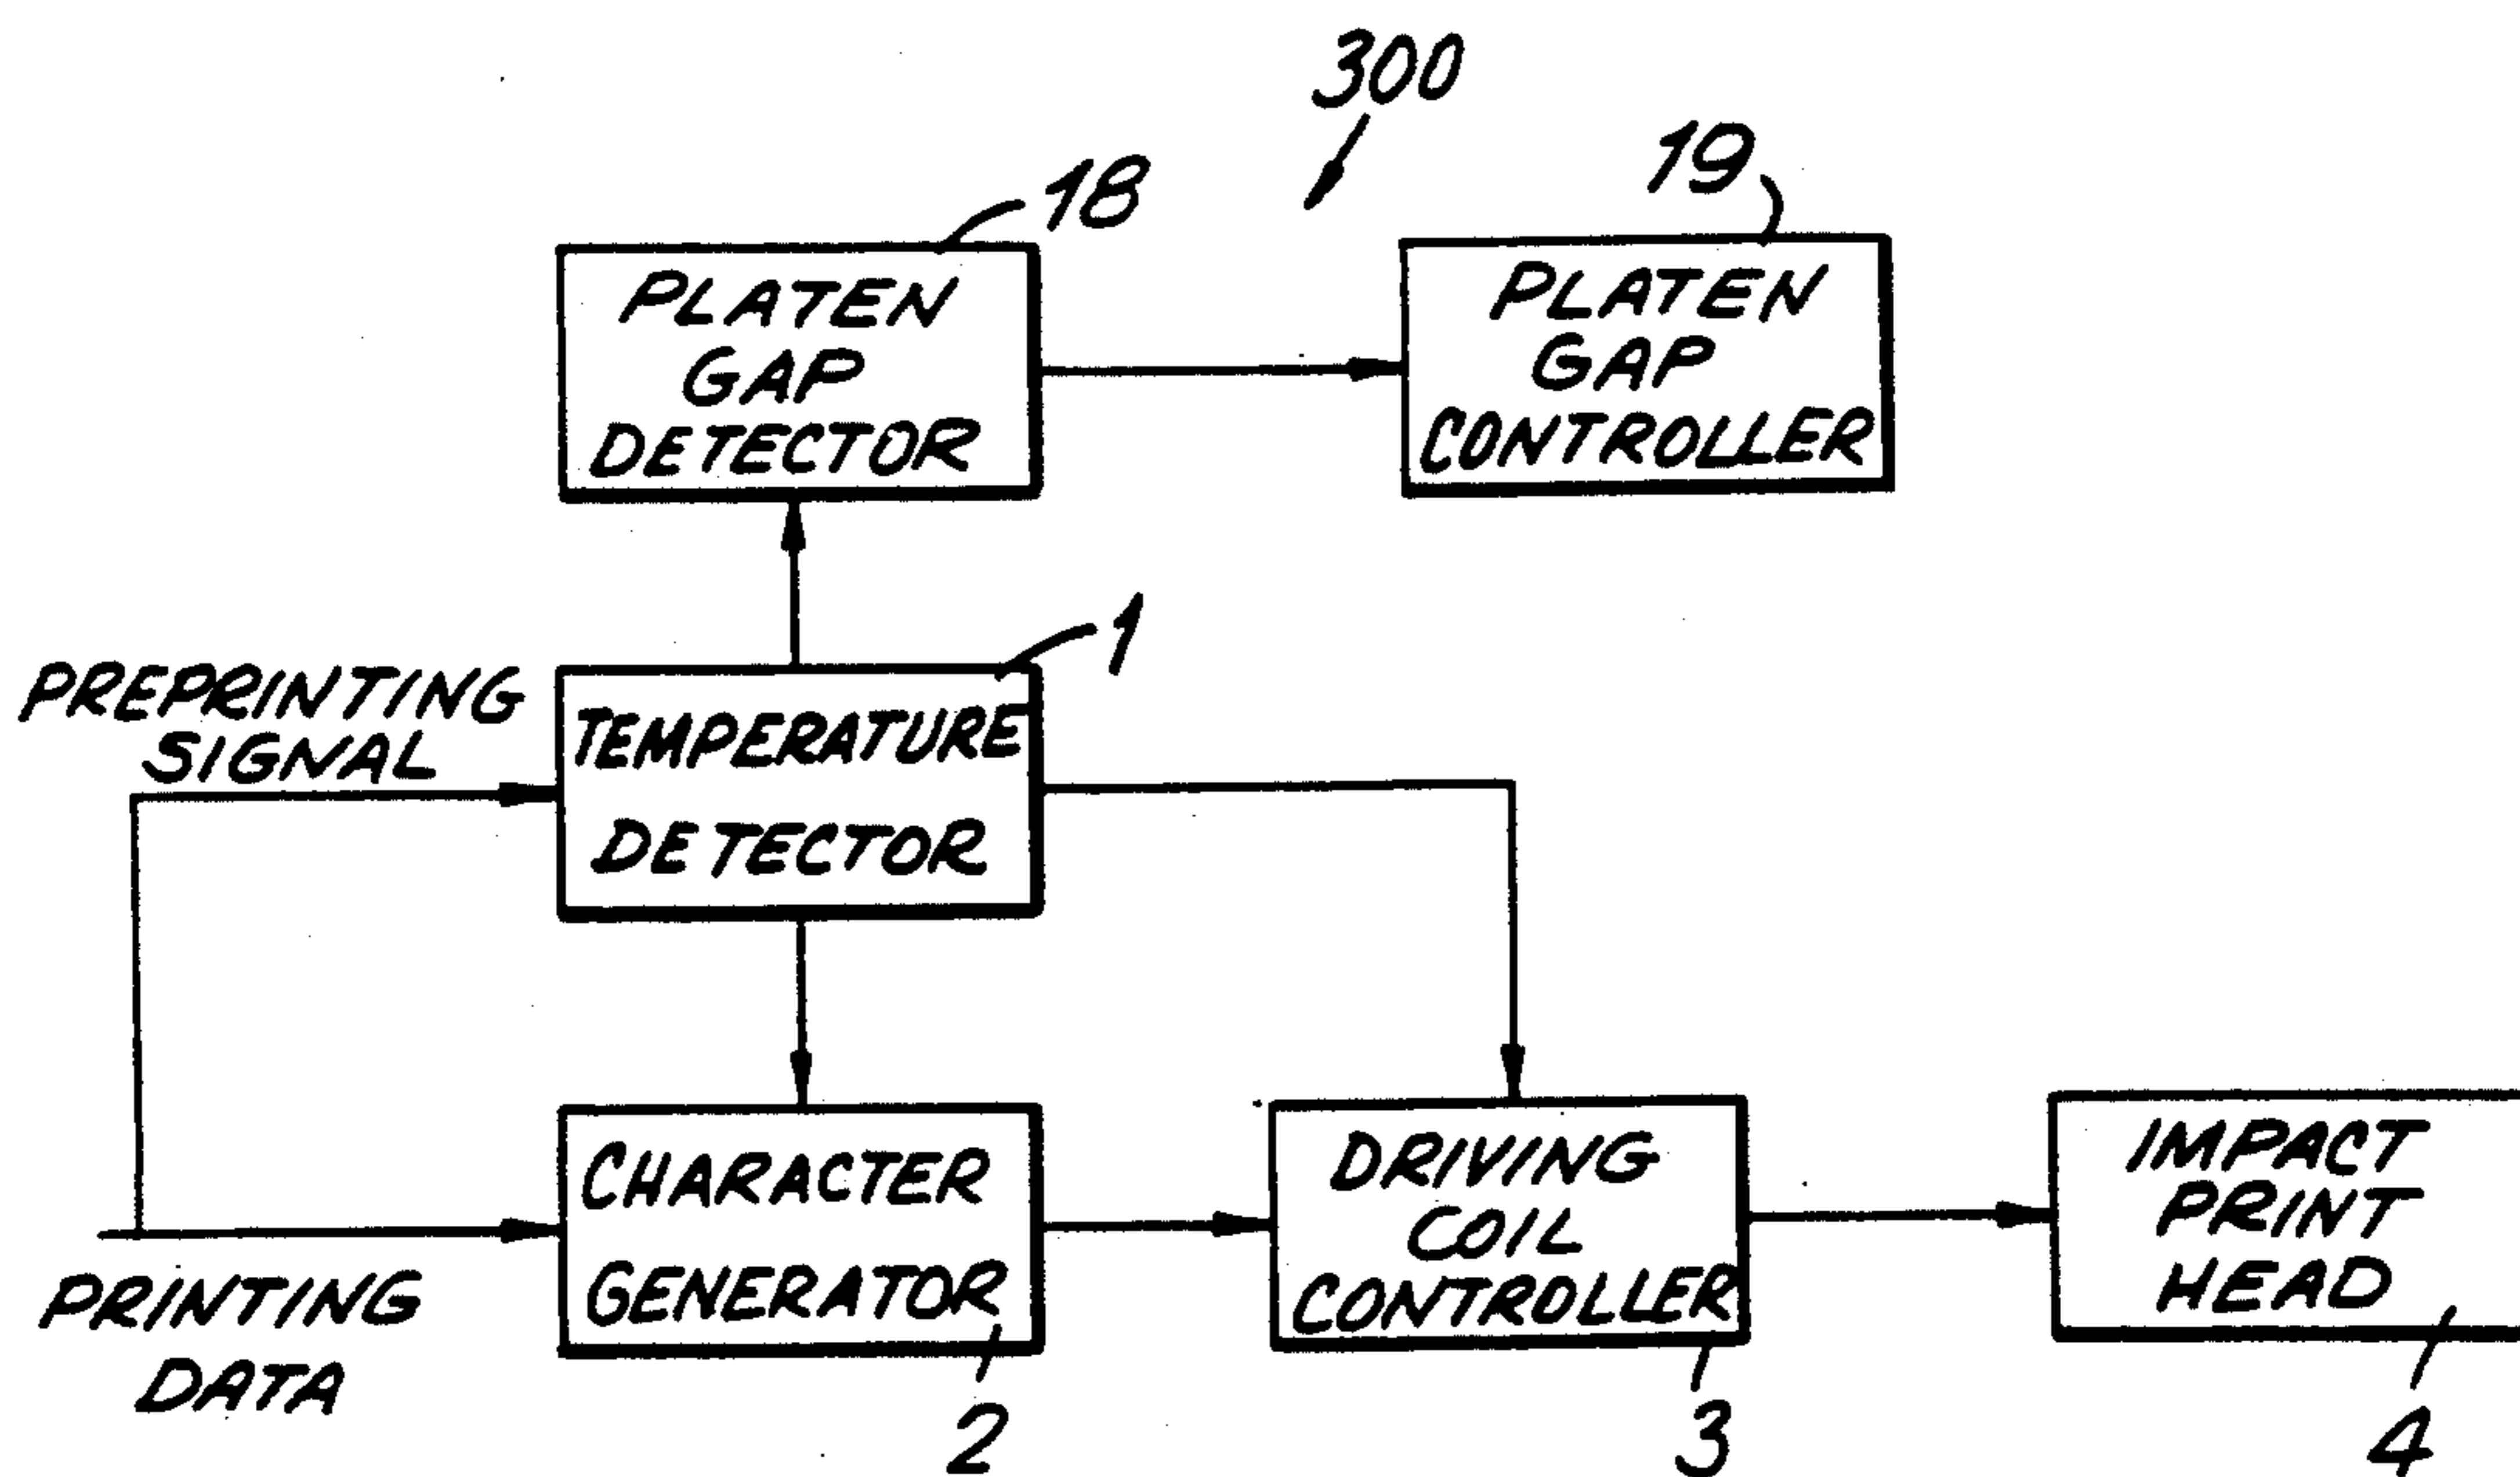 300
18
19
PLATEN
GAP
DETECTOR
PLATEN
GAP
CONTROLLER
1
PREPRINTING
SIGNAL
TEMPERATURE
DETECTOR
CHARACTER
GENERATOR
DRIVING
COIL
CONTROLLER
IMPACT
PRINT
HEAD
PRINTING
DATA
2
3
4